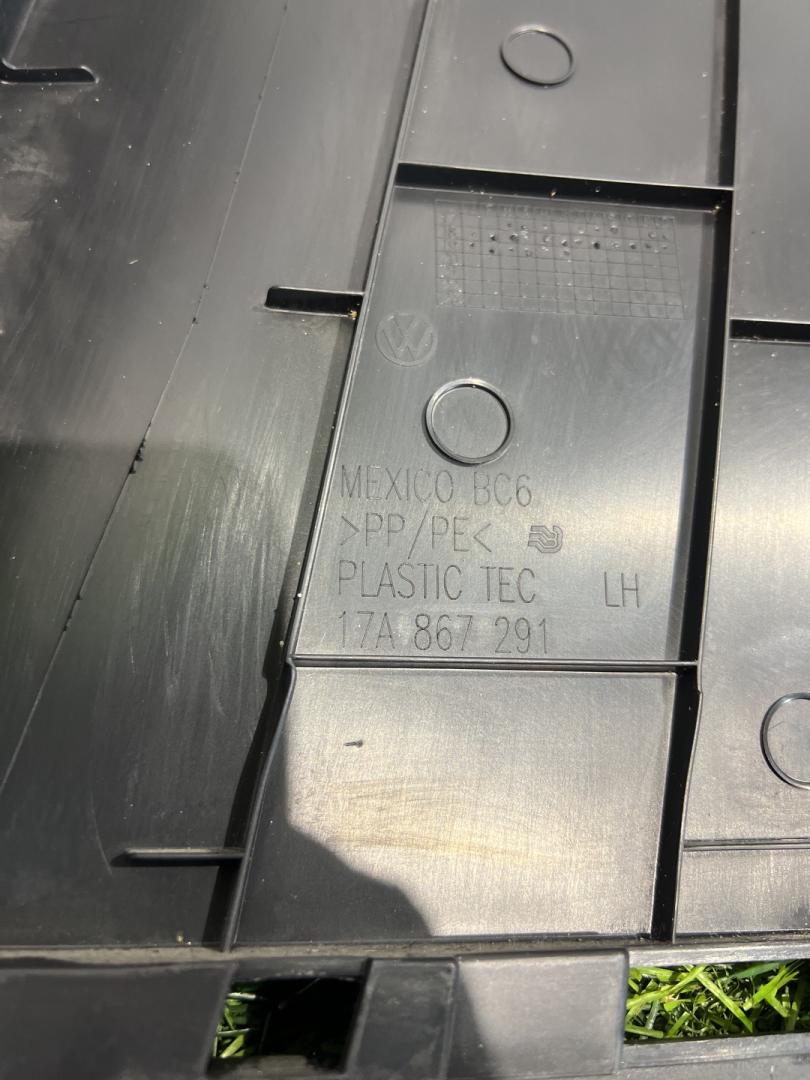 MEXICO BC6
>PP/PE<
PLASTIC TEC LH
17A 867 291